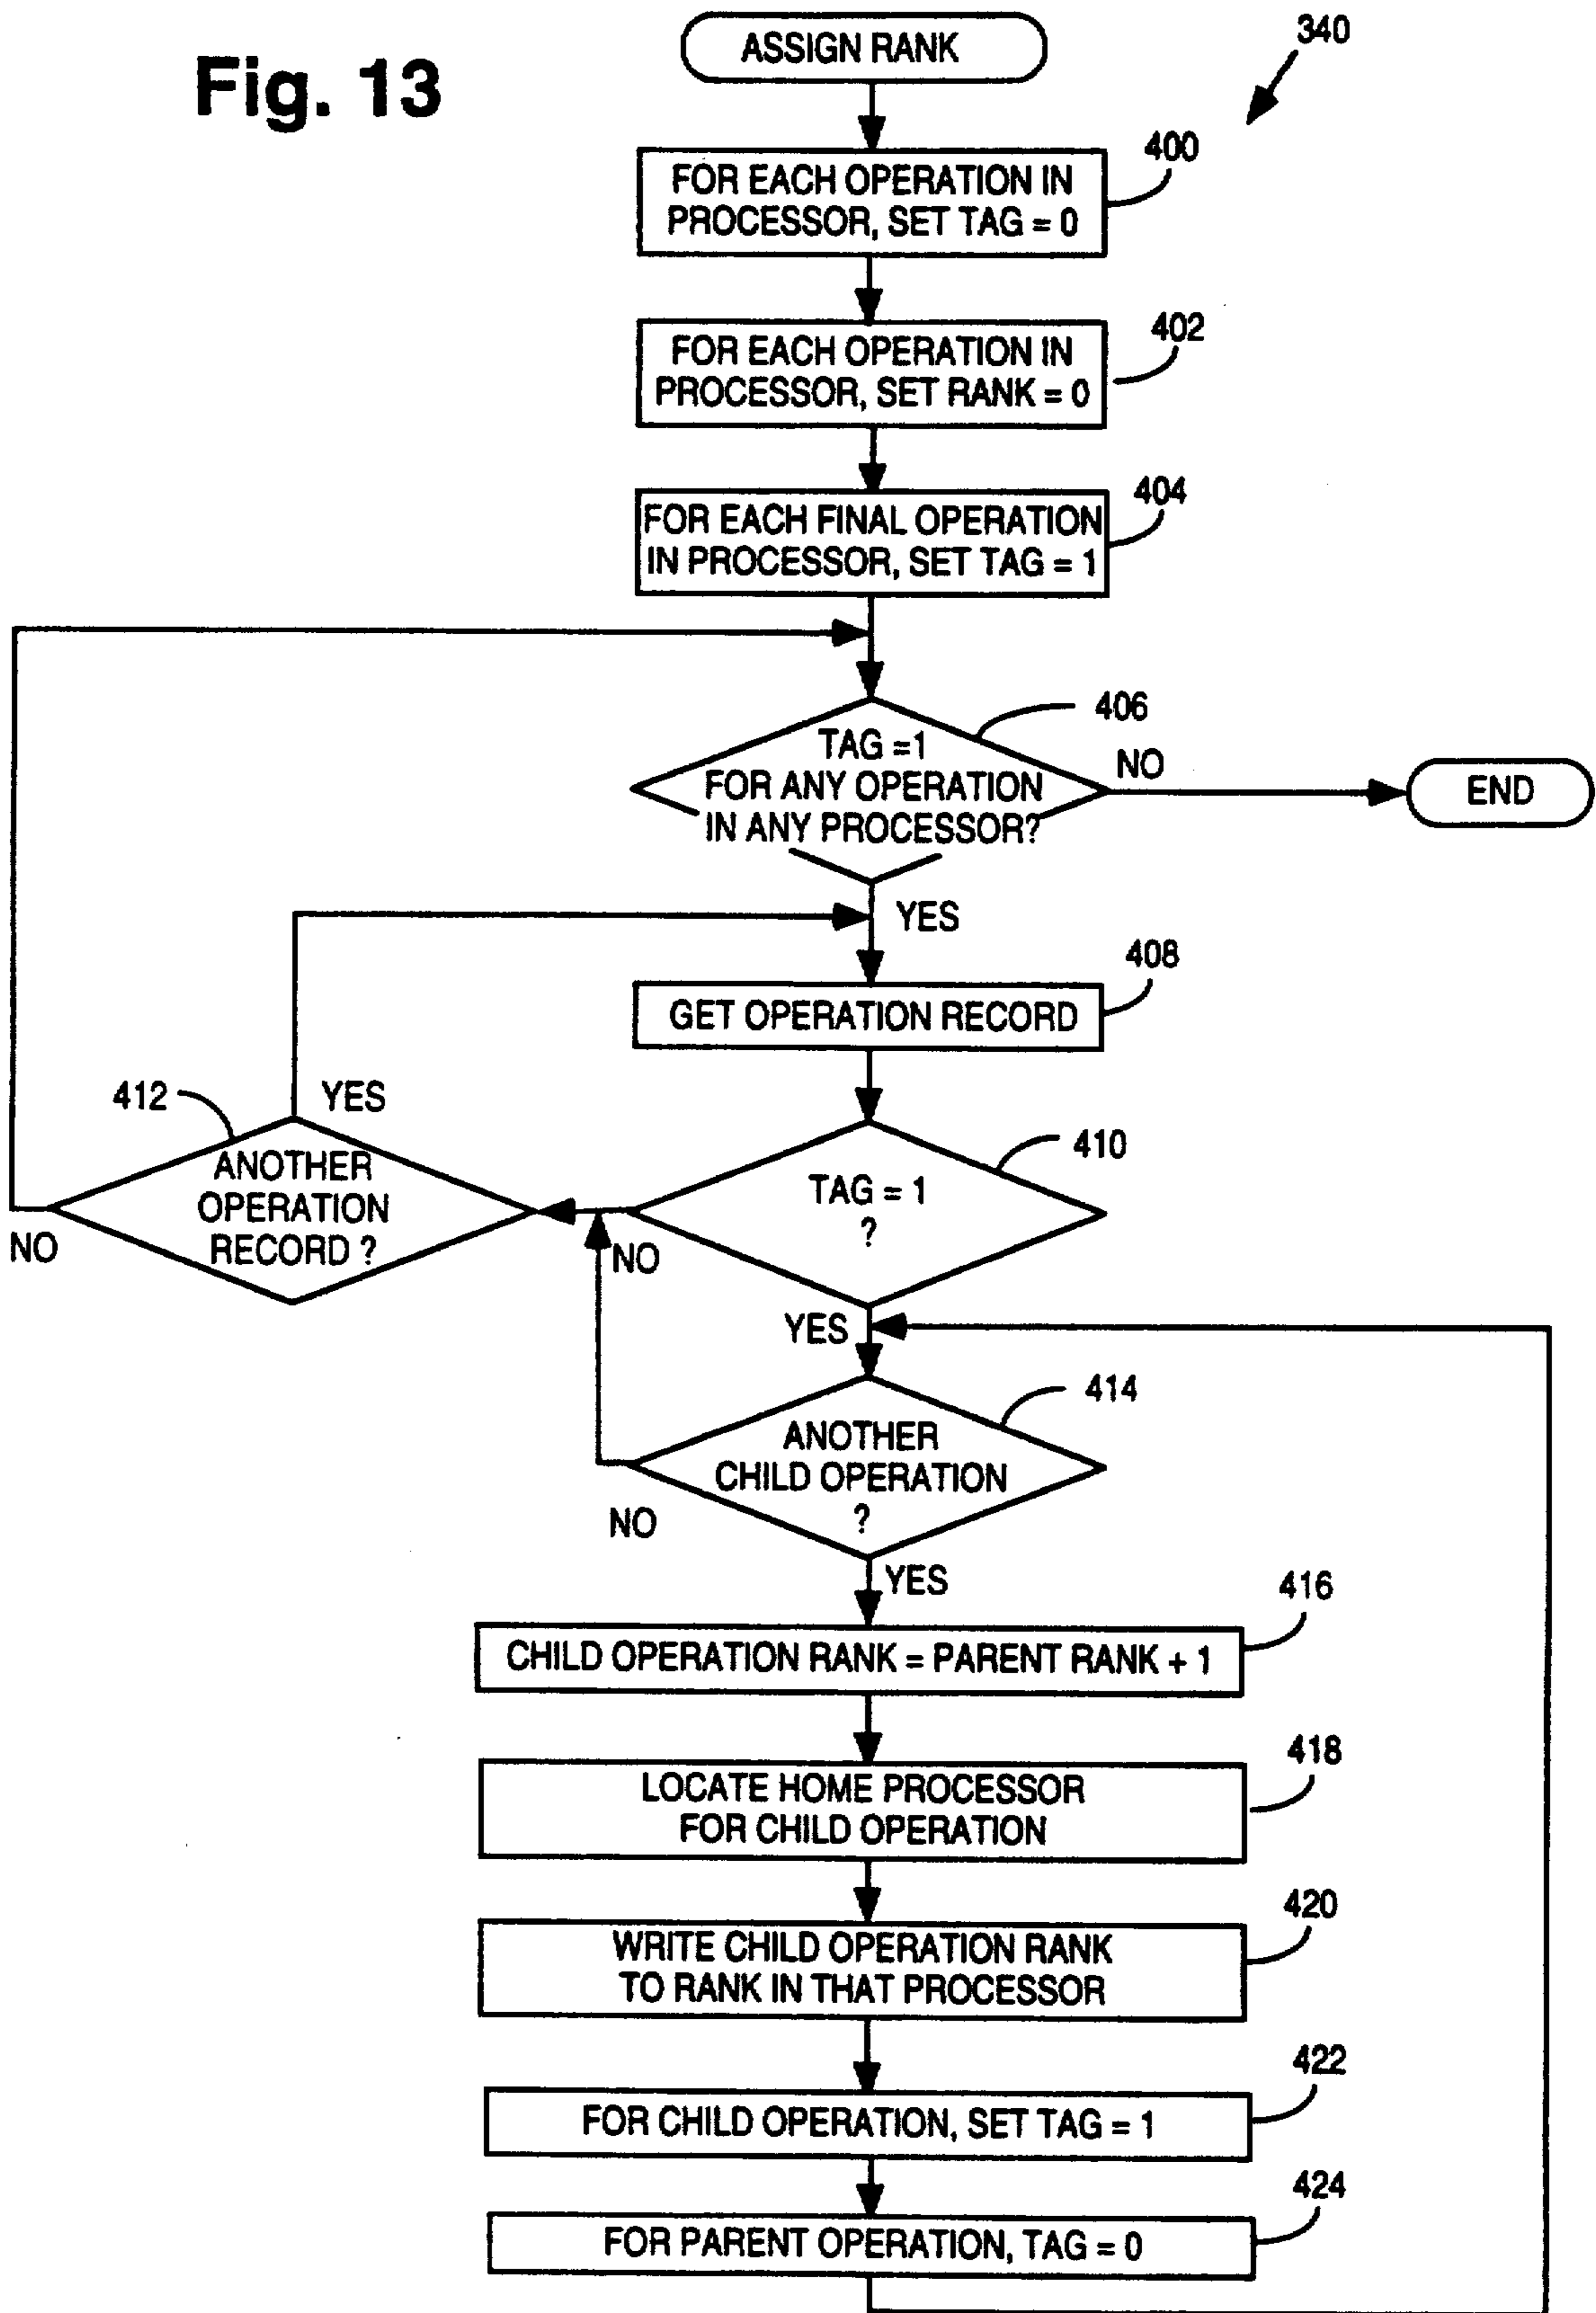 Fig. 13
ASSIGN RANK
340
FOR EACH OPERATION IN
PROCESSOR, SET TAG = 0
400
FOR EACH OPERATION IN
PROCESSOR, SET RANK = 0
402
FOR EACH FINAL OPERATION
IN PROCESSOR, SET TAG = 1
404
TAG =1
FOR ANY OPERATION
IN ANY PROCESSOR?
406
NO
END
YES
GET OPERATION RECORD
408
412
YES
ANOTHER
OPERATION
RECORD ?
NO
TAG = 1
?
410
NO
YES
ANOTHER
CHILD OPERATION
?
414
NO
YES
CHILD OPERATION RANK = PARENT RANK + 1
416
LOCATE HOME PROCESSOR
FOR CHILD OPERATION
418
WRITE CHILD OPERATION RANK
TO RANK IN THAT PROCESSOR
420
FOR CHILD OPERATION, SET TAG = 1
422
FOR PARENT OPERATION, TAG = 0
424